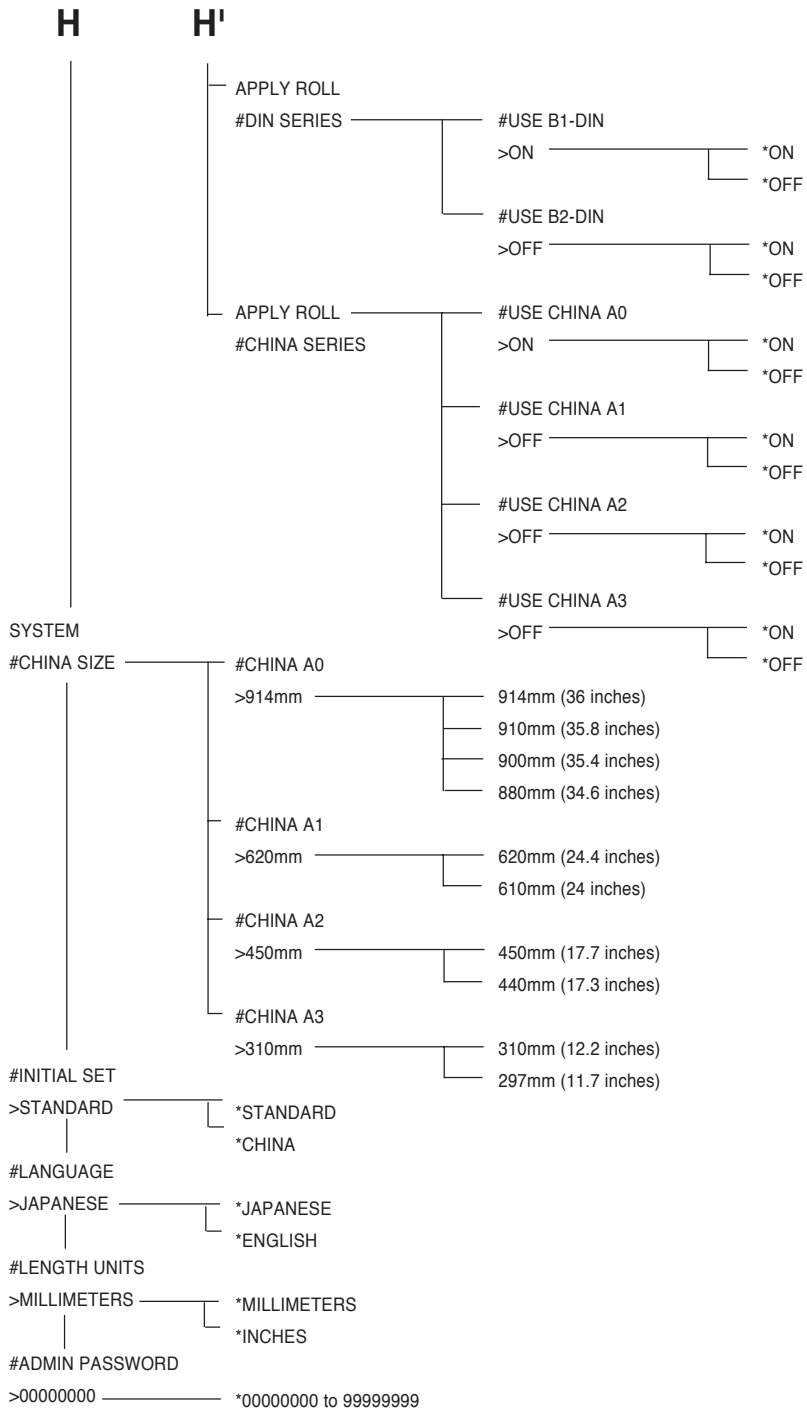 H H'
APPLY ROLL
#DIN SERIES #USE B1-DIN
>ON *ON
*OFF
#USE B2-DIN
>OFF *ON
*OFF
APPLY ROLL #USE CHINA A0
#CHINA SERIES >ON *ON
*OFF
#USE CHINA A1
>OFF *ON
*OFF
#USE CHINA A2
>OFF *ON
*OFF
#USE CHINA A3
SYSTEM >OFF *ON
#CHINA SIZE #CHINA A0 *OFF
>914mm 914mm (36 inches)
910mm (35.8 inches)
900mm (35.4 inches)
880mm (34.6 inches)
#CHINA A1
>620mm 620mm (24.4 inches)
610mm (24 inches)
#CHINA A2
>450mm 450mm (17.7 inches)
440mm (17.3 inches)
#CHINA A3
>310mm 310mm (12.2 inches)
#INITIAL SET 297mm (11.7 inches)
>STANDARD *STANDARD
*CHINA
#LANGUAGE
>JAPANESE *JAPANESE
*ENGLISH
#LENGTH UNITS
>MILLIMETERS *MILLIMETERS
*INCHES
#ADMIN PASSWORD
>00000000 *00000000 to 99999999